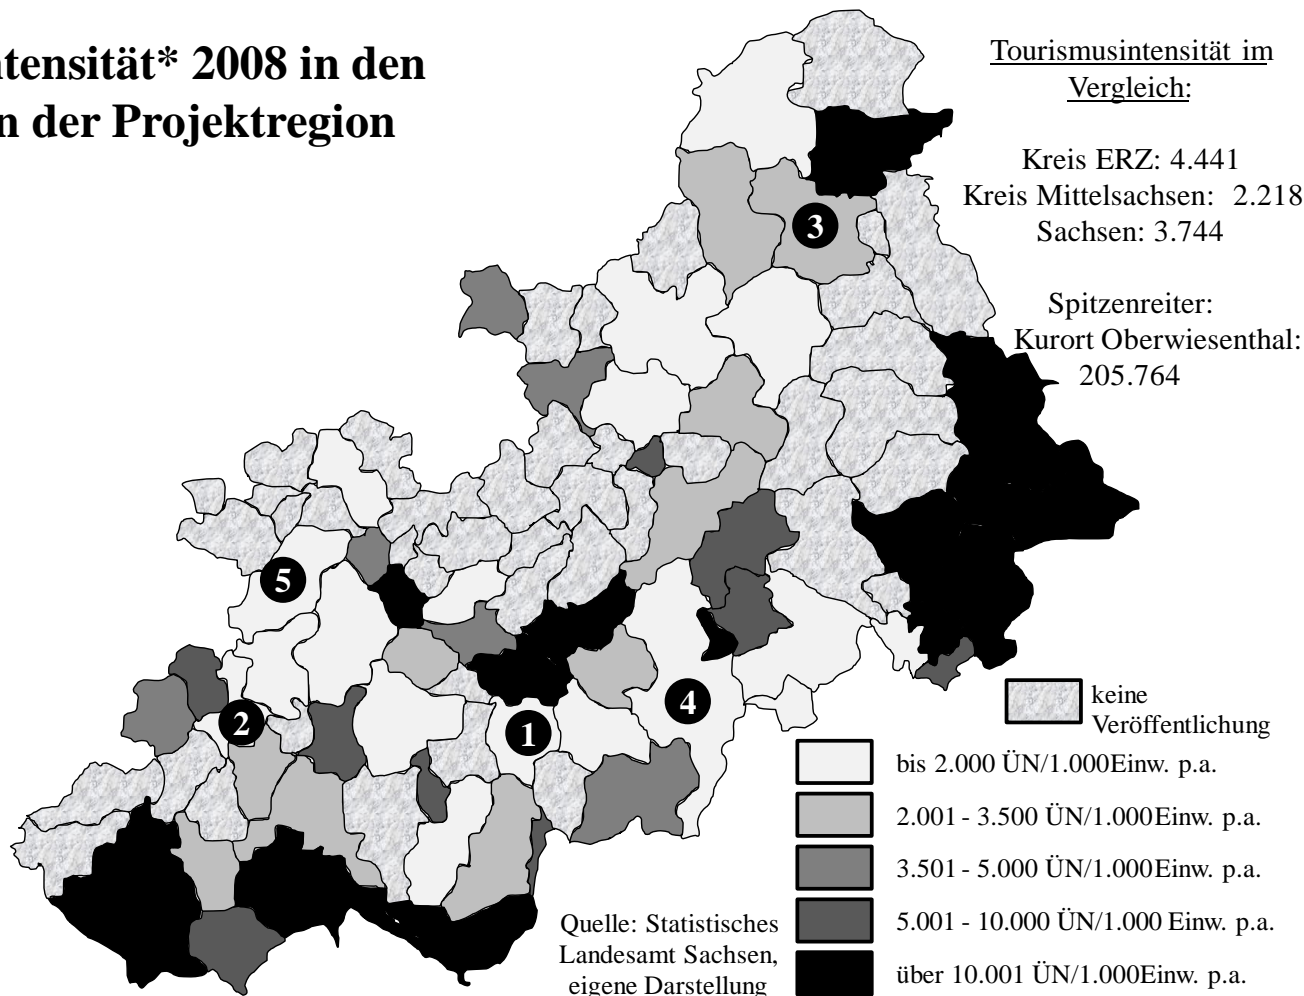 ntensität* 2008 in den
n der Projektregion
Tourismusintensität im
Vergleich:
Kreis ERZ: 4.441
Kreis Mittelsachsen: 2.218
Sachsen: 3.744
Spitzenreiter:
Kurort Oberwiesenthal:
205.764
3
5
4
2
1
keine
Veröffentlichung
bis 2.000 ÜN/1.000Einw. p.a.
2.001 - 3.500 ÜN/1.000Einw. p.a.
3.501 - 5.000 ÜN/1.000Einw. p.a.
5.001 - 10.000 ÜN/1.000 Einw. p.a.
über 10.001 ÜN/1.000Einw. p.a.
Quelle: Statistisches
Landesamt Sachsen,
eigene Darstellung